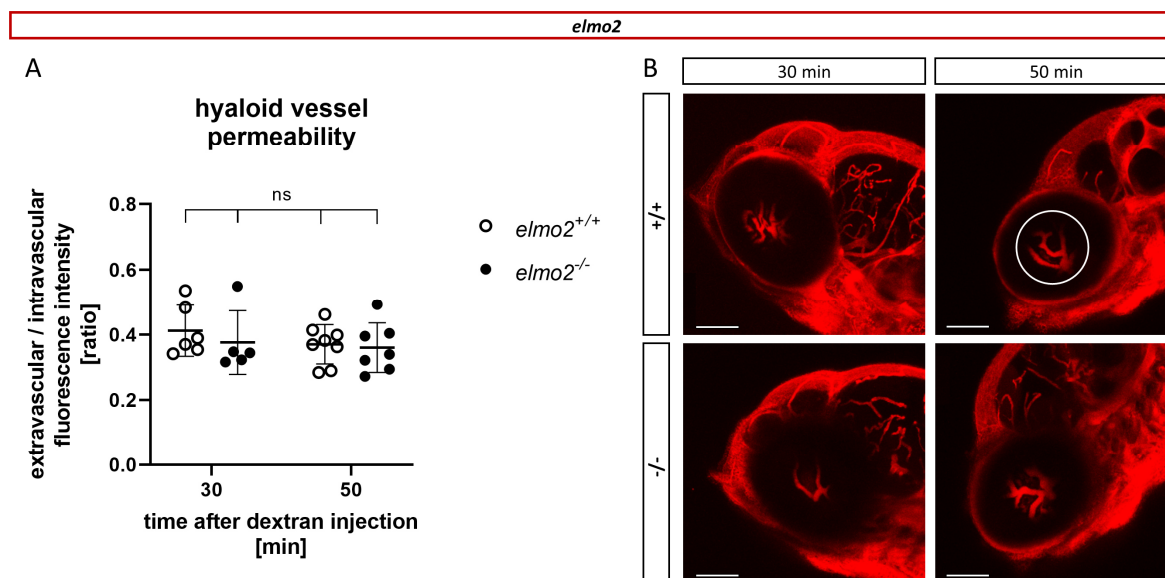 elmo2
A
hyaloid vessel
permeability
extravascular / intravascular
fluorescence intensity
[ratio]
0.8
0.6
0.4
0.2
0.0
ns
30
50
time after dextran injection
[min]
elmo2+/+
elmo2-/-
B
30 min
50 min
+/+
-/-